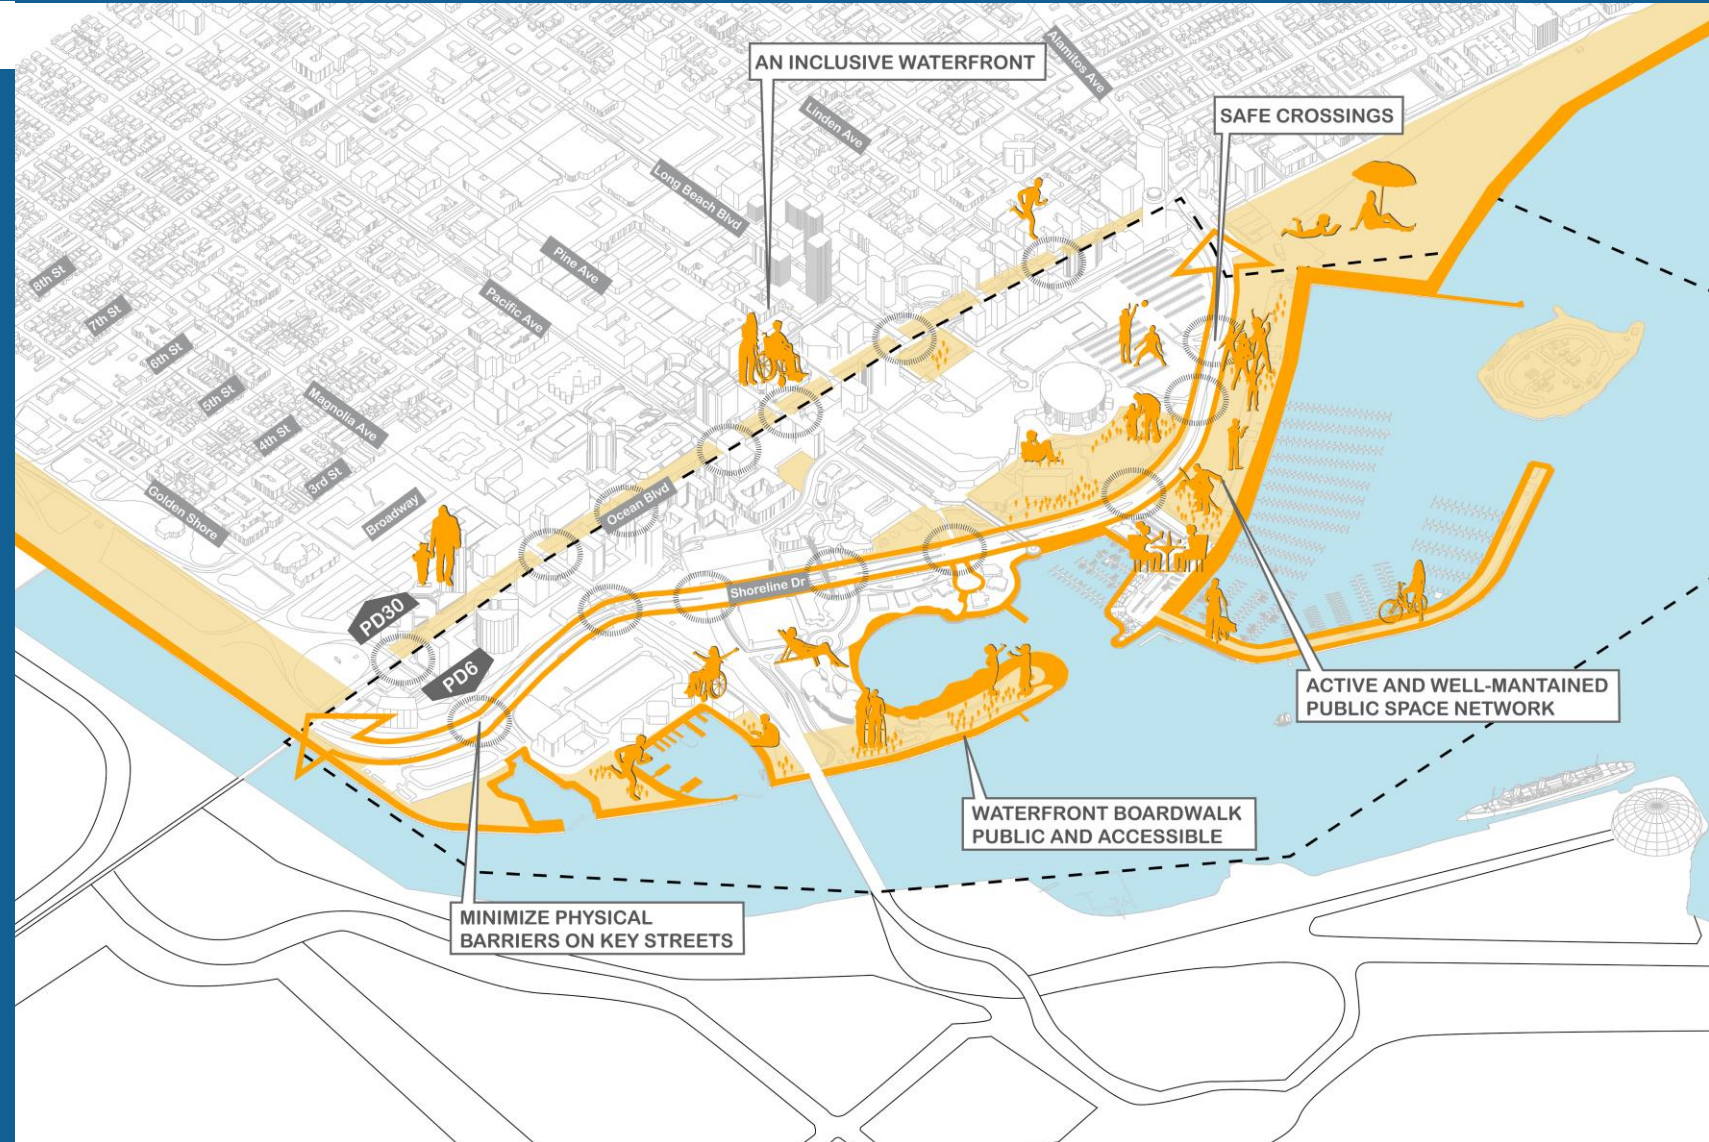 AN INCLUSIVE WATERFRONT
Alamitos Ave
SAFE CROSSINGS
Linden Ave
Long Beach Blvd
Pine Ave
Pacific Ave
8th St
7th St
6th St
5th St
4th St
3rd St
Magnolia Ave
Golden Shore
Broadway
Ocean Blvd
Shoreline Dr
PD30
PD6
ACTIVE AND WELL-MANTAINED
PUBLIC SPACE NETWORK
WATERFRONT BOARDWALK
PUBLIC AND ACCESSIBLE
MINIMIZE PHYSICAL
BARRIERS ON KEY STREETS